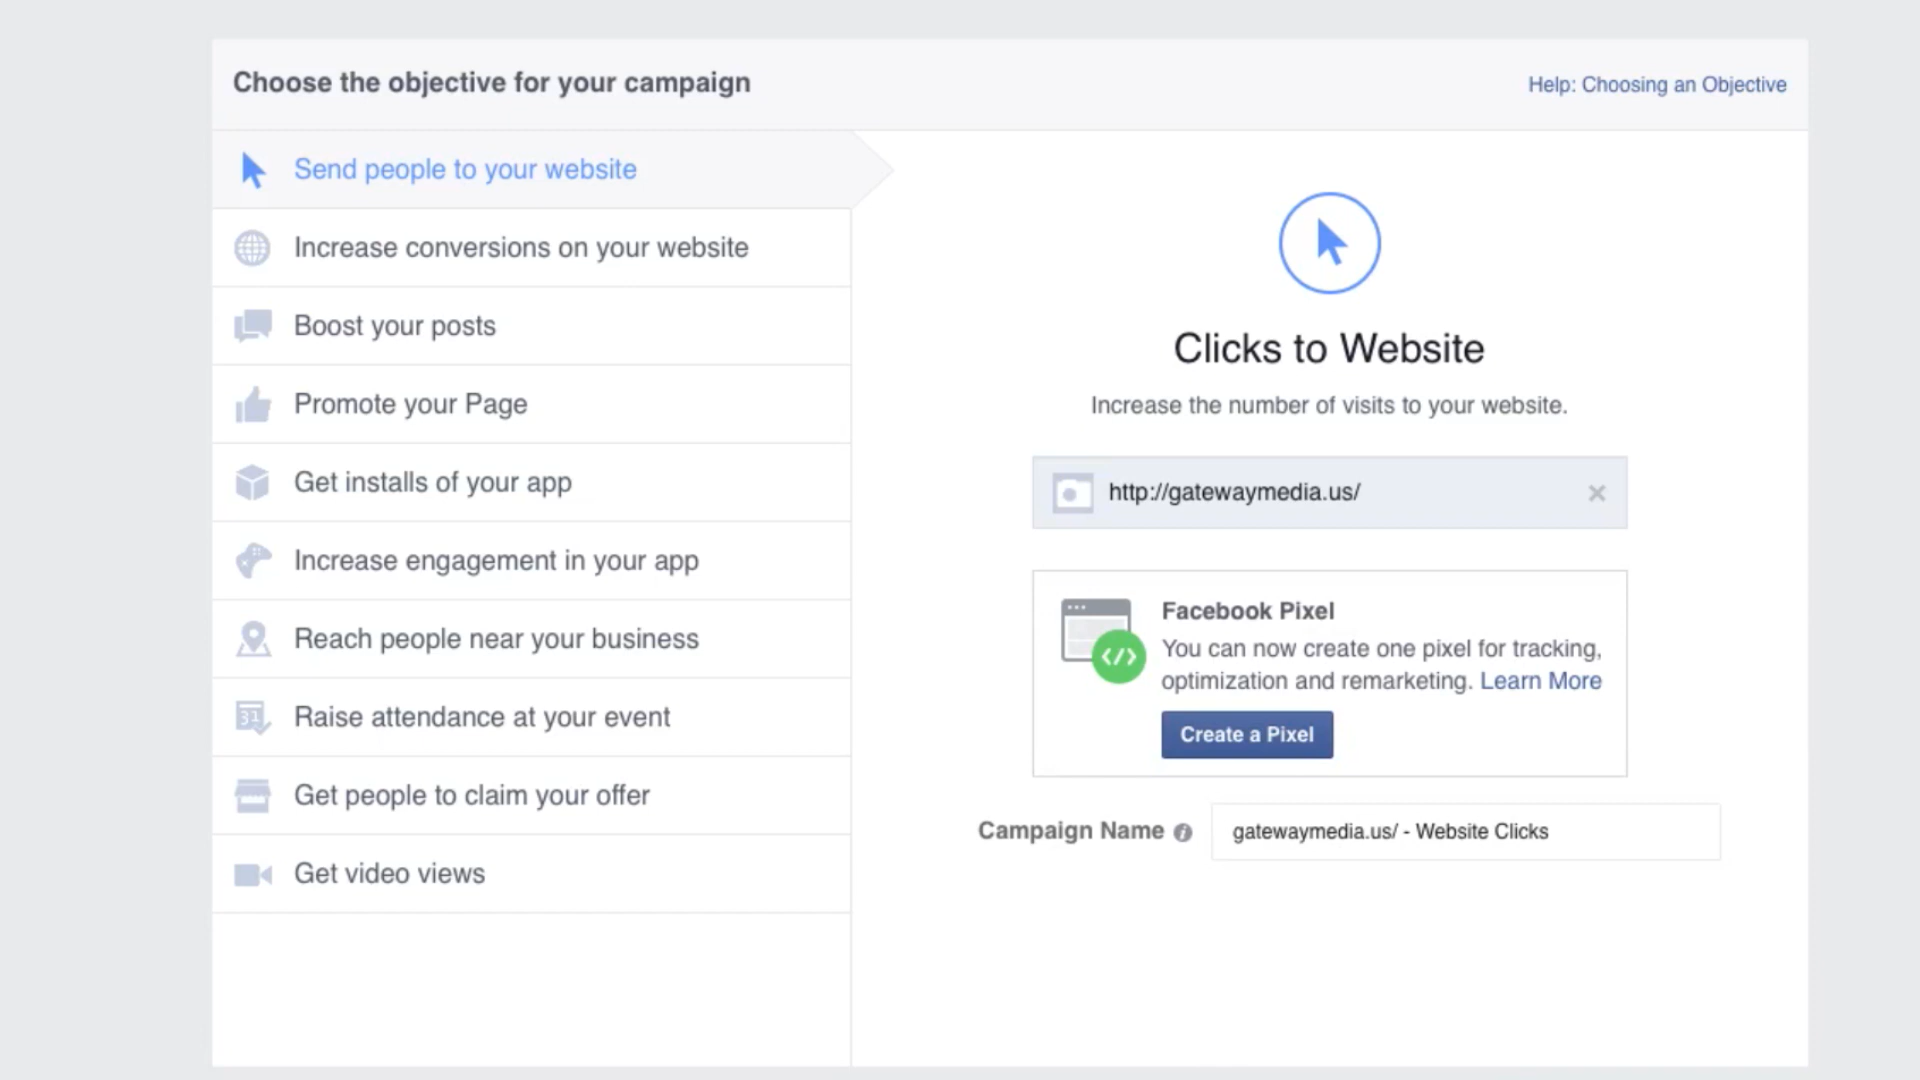 Choose the objective for your campaign
Help: Choosing an Objective
Send people to your website
Increase conversions on your website
Boost your posts
Promote your Page
Get installs of your app
Increase engagement in your app
Reach people near your business
31
Raise attendance at your event
Get people to claim your offer
Get video views
Clicks to Website
Increase the number of visits to your website.
http://gatewaymedia.us/
Facebook Pixel
You can now create one pixel for tracking,
optimization and remarketing. Learn More
</>
Create a Pixel
Campaign Name
gatewaymedia.us/ - Website Clicks